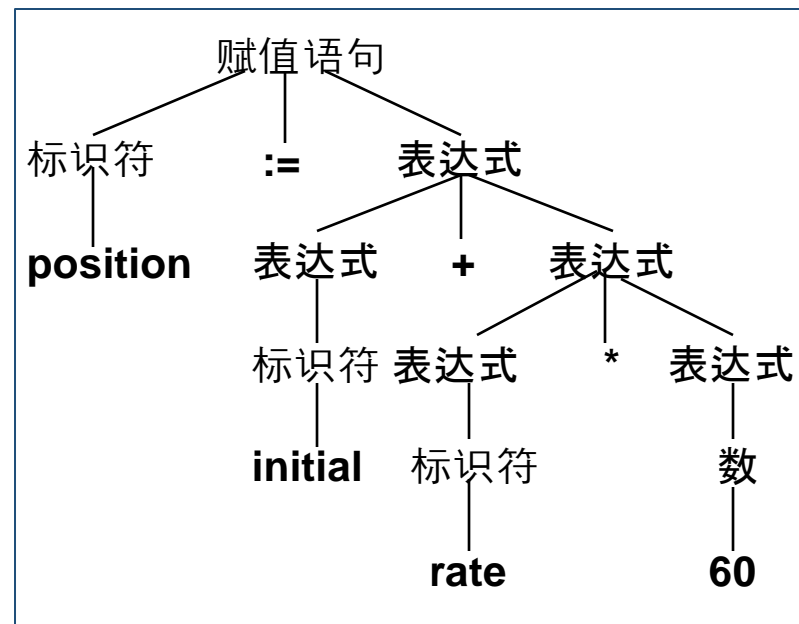 赋值语句
标识符 := 表达式
position 表达式 + 表达式
标识符 表达式 * 表达式
initial 标识符 数
rate 60